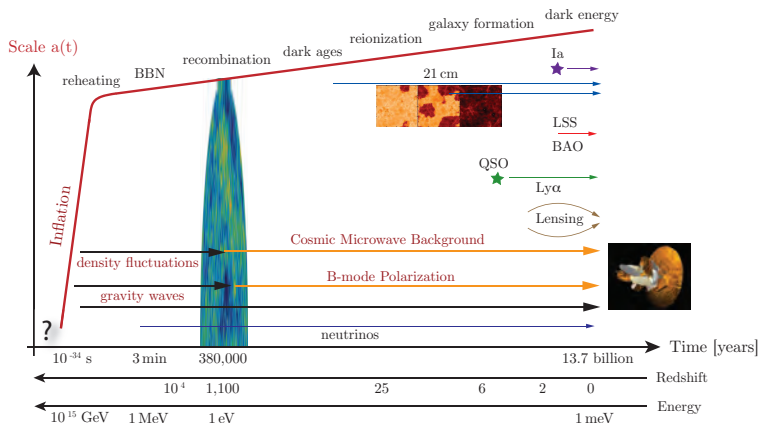 Scale a(t)
reheating
BBN
recombination
dark ages
reionization
galaxy formation
dark energy
Ia
21 cm
LSS
BAO
QSO
Lyα
Lensing
Inflation
Cosmic Microwave Background
density fluctuations
B-mode Polarization
gravity waves
neutrinos
?
Time [years]
10⁻³⁴ s 3 min 380,000 13.7 billion
Redshift
10⁴ 1,100 25 6 2 0
Energy
10¹⁵ GeV 1 MeV 1 eV 1 meV